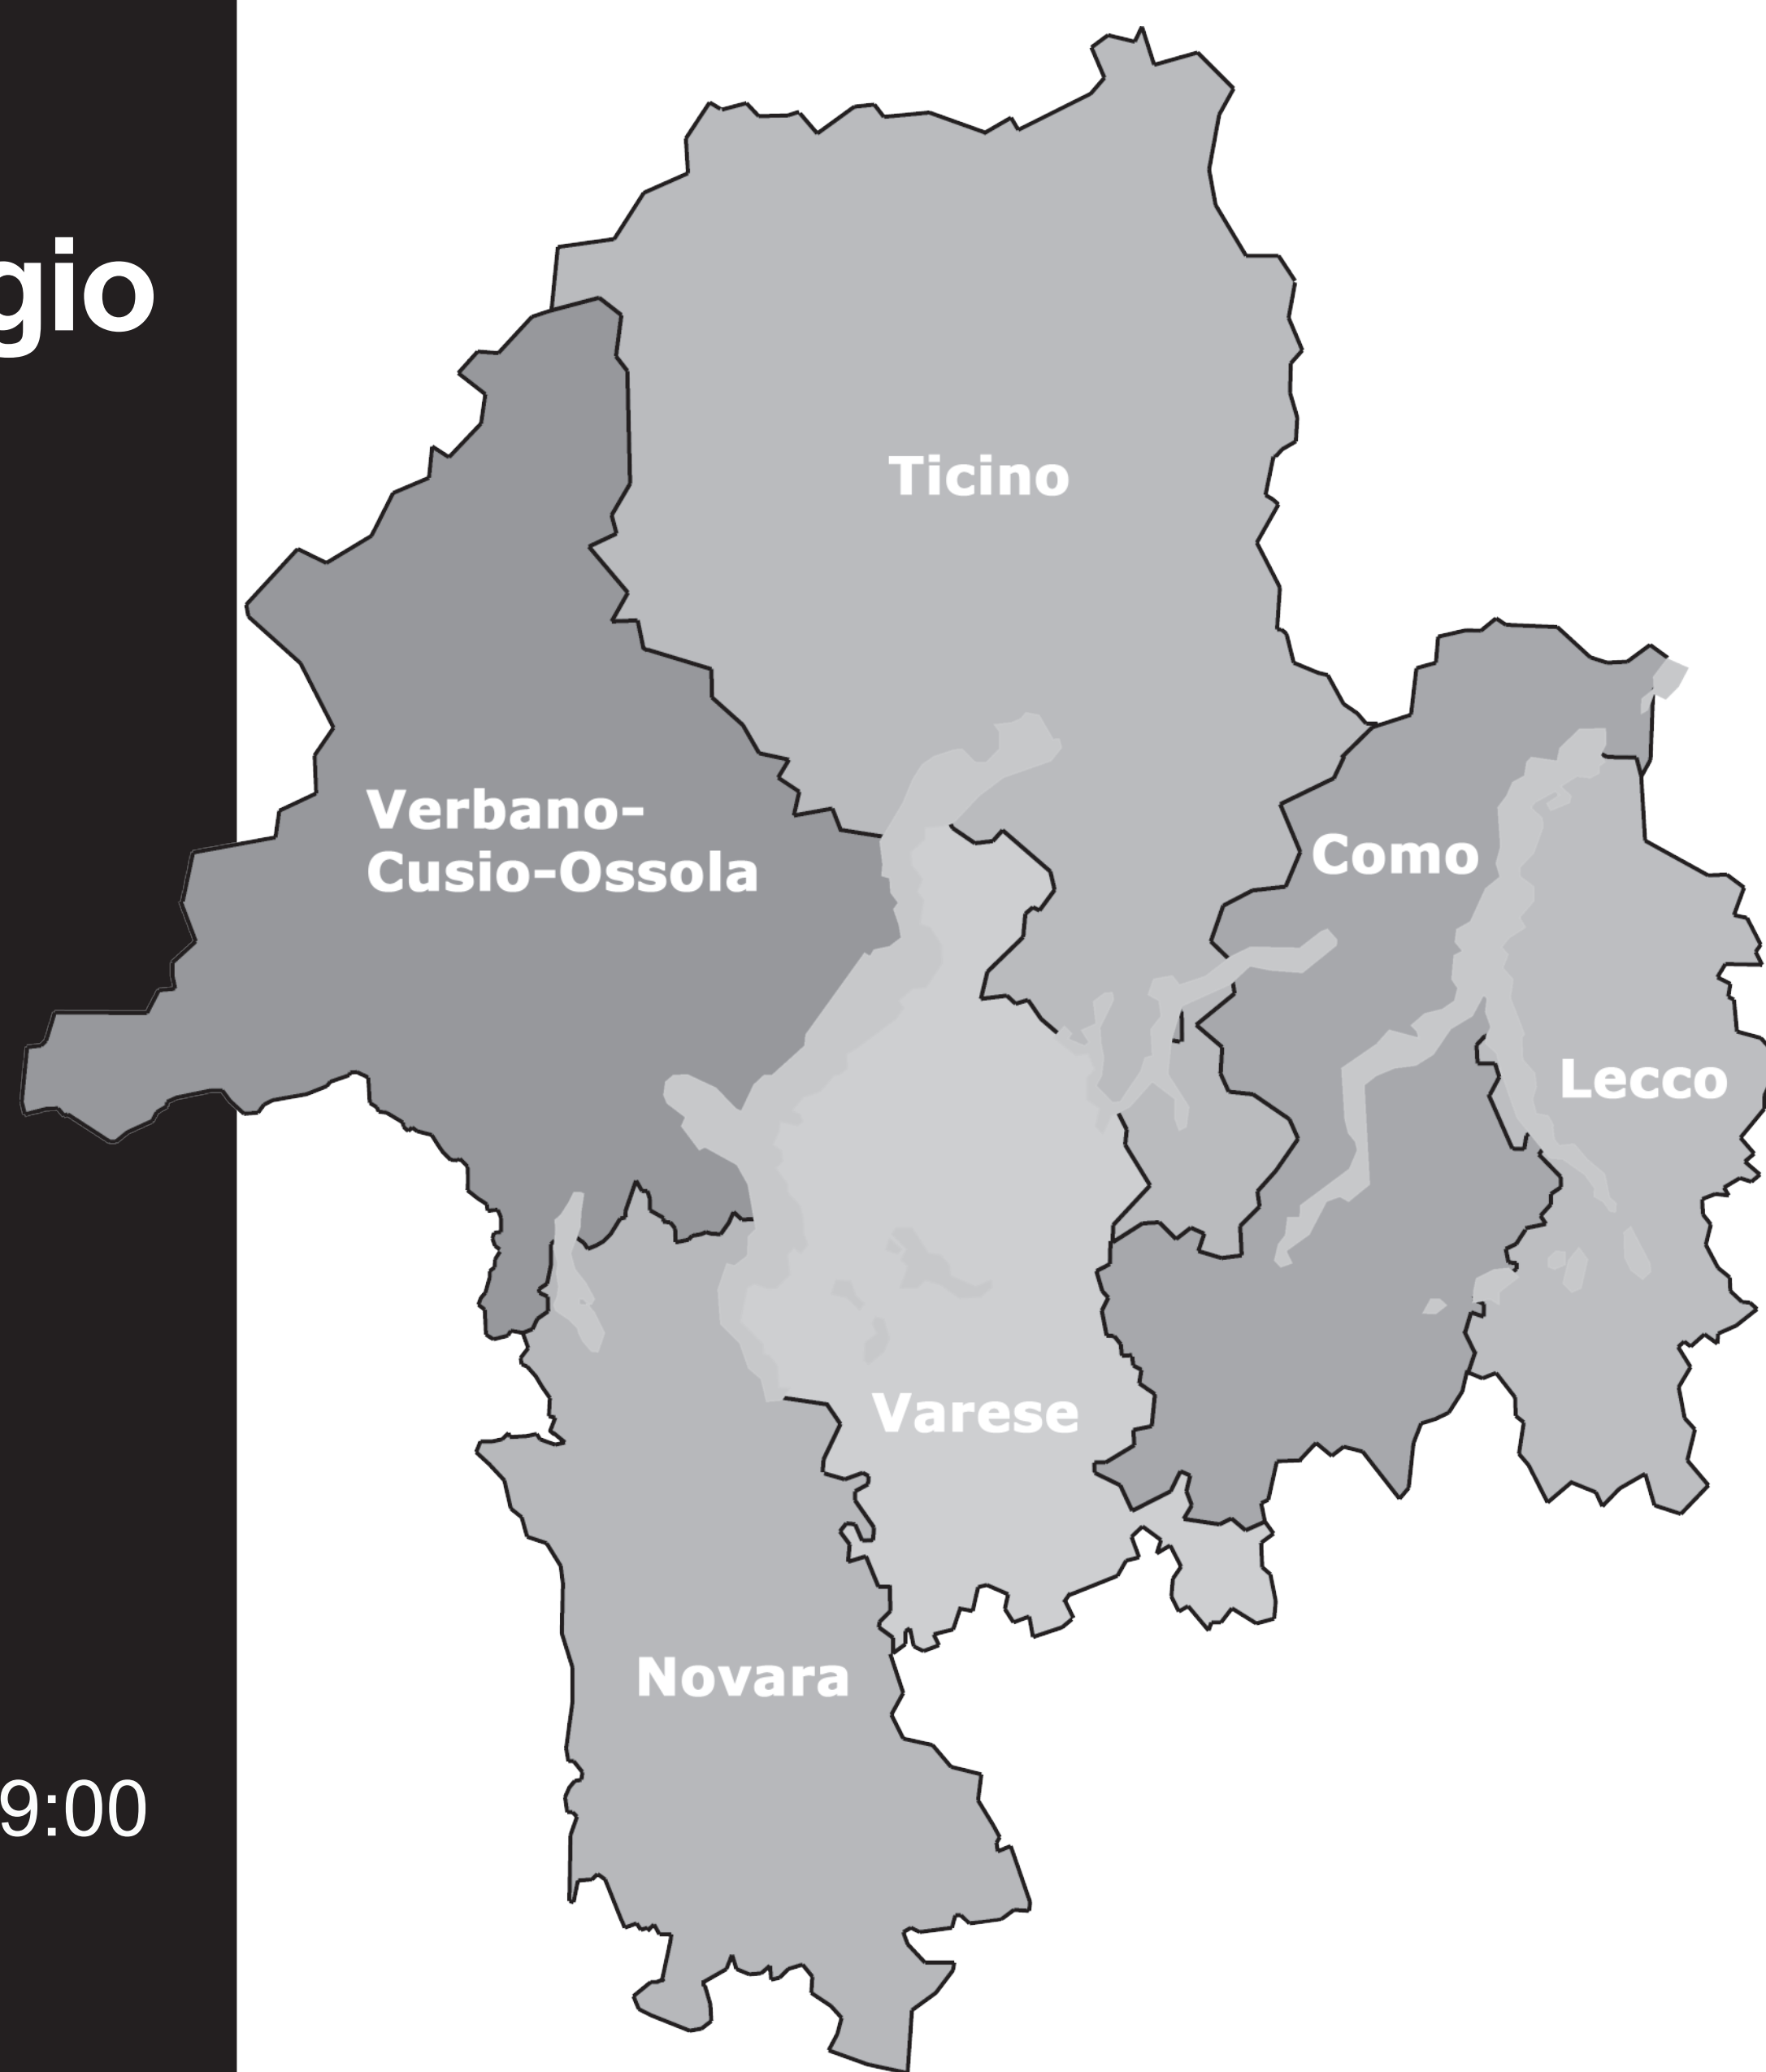 gio
Ticino
Verbano-
Cusio-Ossola
Como
Lecco
Varese
Novara
9:00